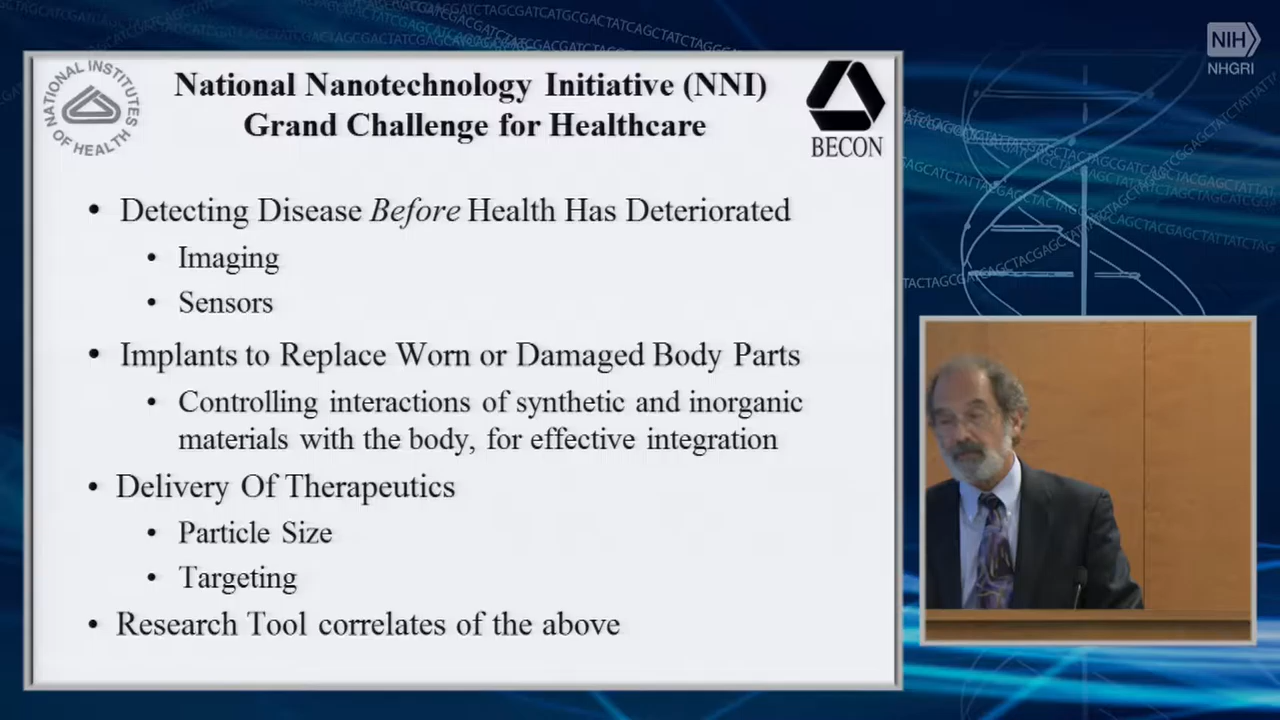 NIH
NHGRI
NATIONAL INSTITUTES OF HEALTH
National Nanotechnology Initiative (NNI)
Grand Challenge for Healthcare
BECON
• Detecting Disease Before Health Has Deteriorated
• Imaging
• Sensors
• Implants to Replace Worn or Damaged Body Parts
• Controlling interactions of synthetic and inorganic
materials with the body, for effective integration
• Delivery Of Therapeutics
• Particle Size
• Targeting
• Research Tool correlates of the above